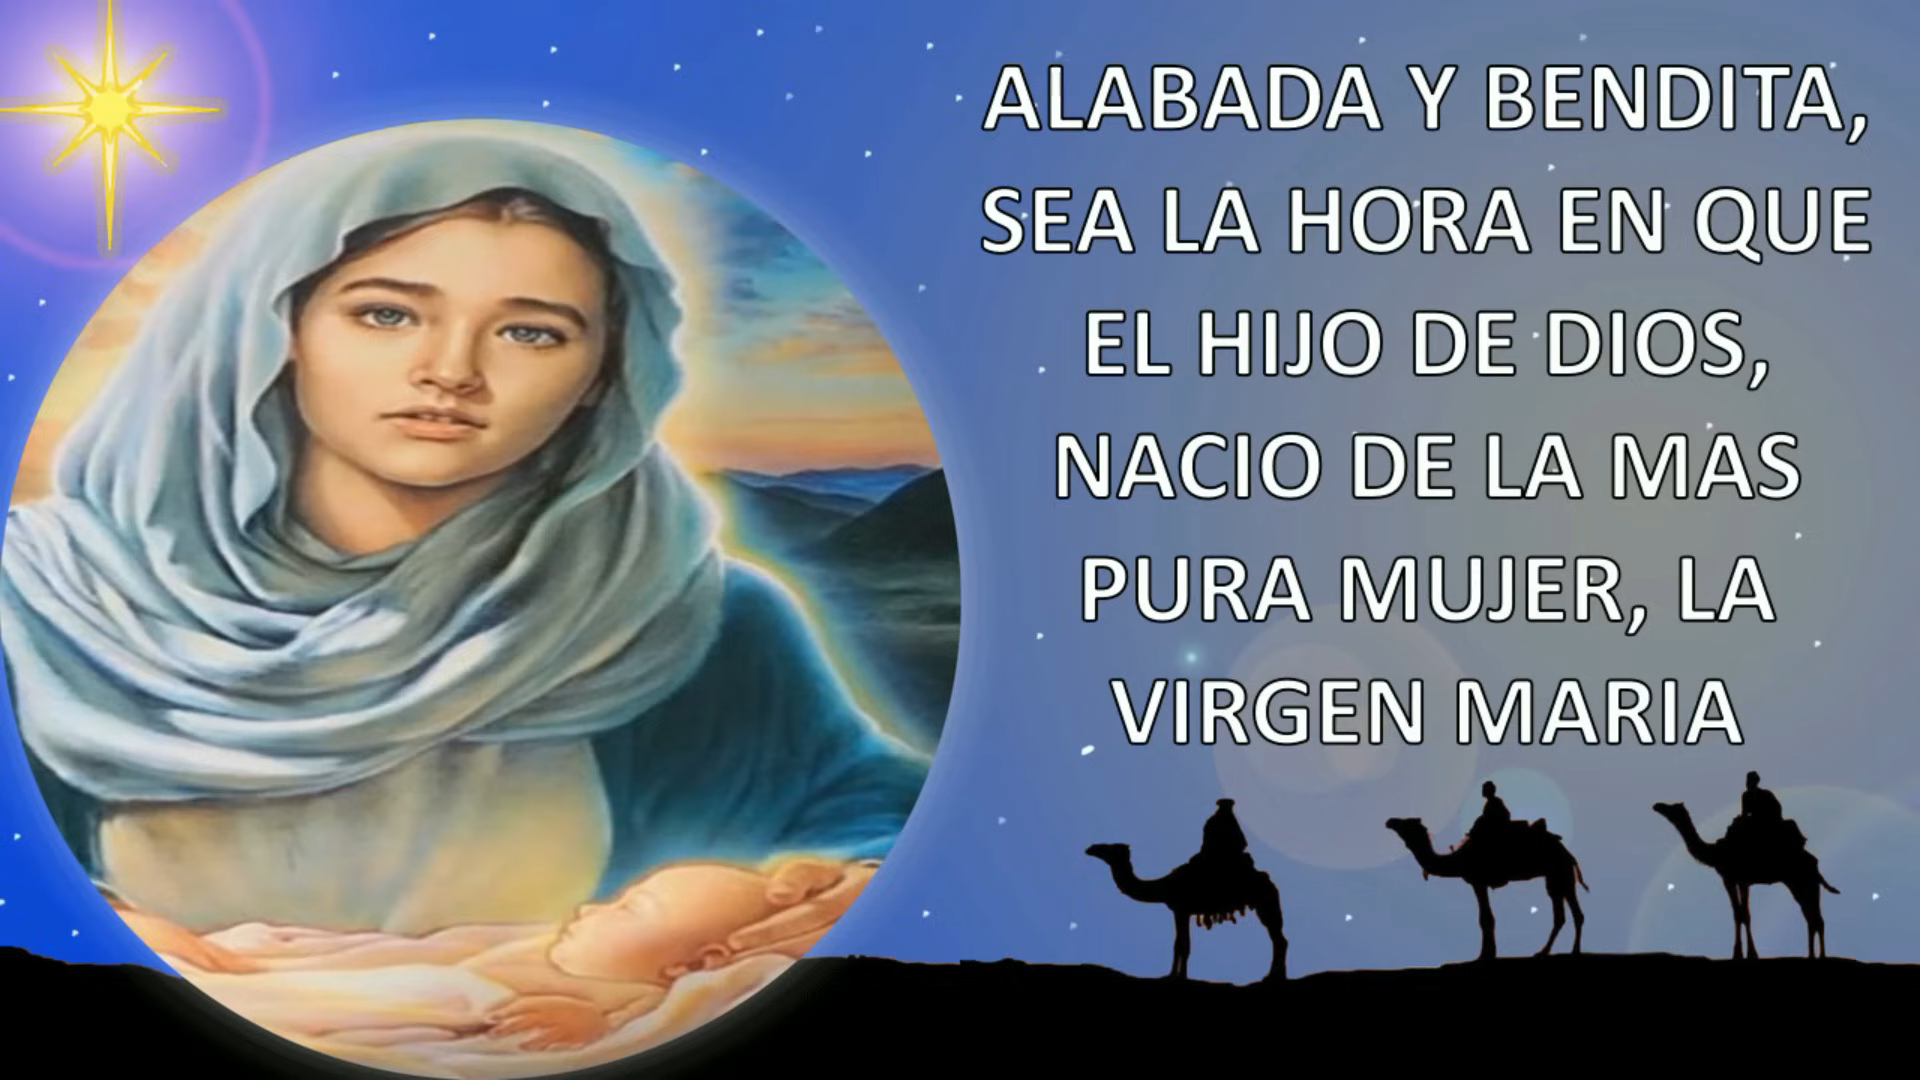 ALABADA Y BENDITA,
SEA LA HORA EN QUE
EL HIJO DE DIOS,
NACIO DE LA MAS
PURA MUJER, LA
VIRGEN MARIA